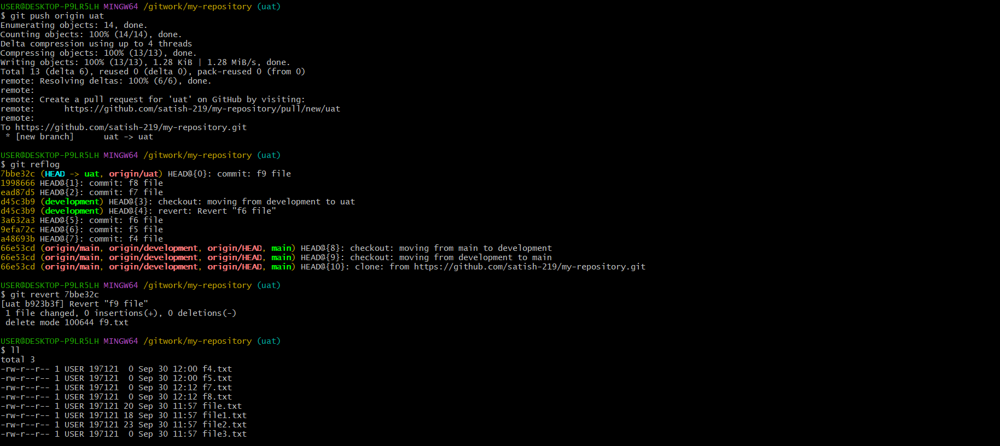 USER@DESKTOP-P9LR5LH MINGW64 /gitwork/my-repository (uat)
$ git push origin uat
Enumerating objects: 14, done.
Counting objects: 100% (14/14), done.
Delta compression using up to 4 threads
Compressing objects: 100% (13/13), done.
Writing objects: 100% (13/13), 1.28 KiB | 1.28 MiB/s, done.
Total 13 (delta 6), reused 0 (delta 0), pack-reused 0 (from 0)
remote: Resolving deltas: 100% (6/6), done.
remote:
remote: Create a pull request for 'uat' on GitHub by visiting:
remote:      https://github.com/satish-219/my-repository/pull/new/uat
remote:
To https://github.com/satish-219/my-repository.git
 * [new branch]      uat -> uat
USER@DESKTOP-P9LR5LH MINGW64 /gitwork/my-repository (uat)
$ git reflog
7bbe32c (HEAD -> uat, origin/uat) HEAD@{0}: commit: f9 file
1998666 HEAD@{1}: commit: f8 file
ead87d5 HEAD@{2}: commit: f7 file
d45c3b9 (development) HEAD@{3}: checkout: moving from development to uat
d45c3b9 (development) HEAD@{4}: revert: Revert "f6 file"
3a632a3 HEAD@{5}: commit: f6 file
9efa72c HEAD@{6}: commit: f5 file
a48693b HEAD@{7}: commit: f4 file
66e53cd (origin/main, origin/development, origin/HEAD, main) HEAD@{8}: checkout: moving from main to development
66e53cd (origin/main, origin/development, origin/HEAD, main) HEAD@{9}: checkout: moving from development to main
66e53cd (origin/main, origin/development, origin/HEAD, main) HEAD@{10}: clone: from https://github.com/satish-219/my-repository.git
USER@DESKTOP-P9LR5LH MINGW64 /gitwork/my-repository (uat)
$ git revert 7bbe32c
[uat b923b3f] Revert "f9 file"
 1 file changed, 0 insertions(+), 0 deletions(-)
 delete mode 100644 f9.txt
USER@DESKTOP-P9LR5LH MINGW64 /gitwork/my-repository (uat)
$ ll
total 3
-rw-r--r-- 1 USER 197121  0 Sep 30 12:00 f4.txt
-rw-r--r-- 1 USER 197121  0 Sep 30 12:00 f5.txt
-rw-r--r-- 1 USER 197121  0 Sep 30 12:12 f7.txt
-rw-r--r-- 1 USER 197121  0 Sep 30 12:12 f8.txt
-rw-r--r-- 1 USER 197121 20 Sep 30 11:57 file.txt
-rw-r--r-- 1 USER 197121 18 Sep 30 11:57 file1.txt
-rw-r--r-- 1 USER 197121 23 Sep 30 11:57 file2.txt
-rw-r--r-- 1 USER 197121  0 Sep 30 11:57 file3.txt